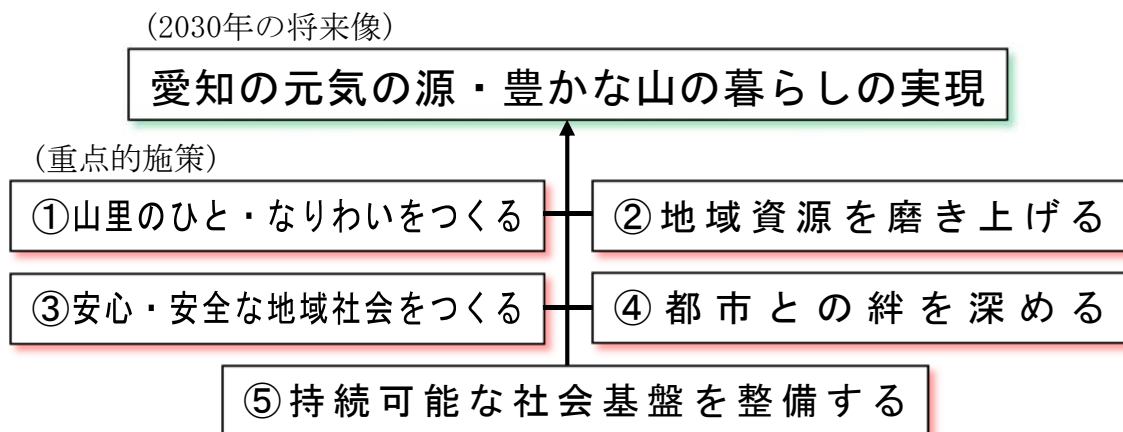 (2030年の将来像)
愛知の元気の源・豊かな山の暮らしの実現
(重点的施策)
①山里のひと・なりわいをつくる
②地域資源を磨き上げる
③安心・安全な地域社会をつくる
④都市との絆を深める
⑤持続可能な社会基盤を整備する